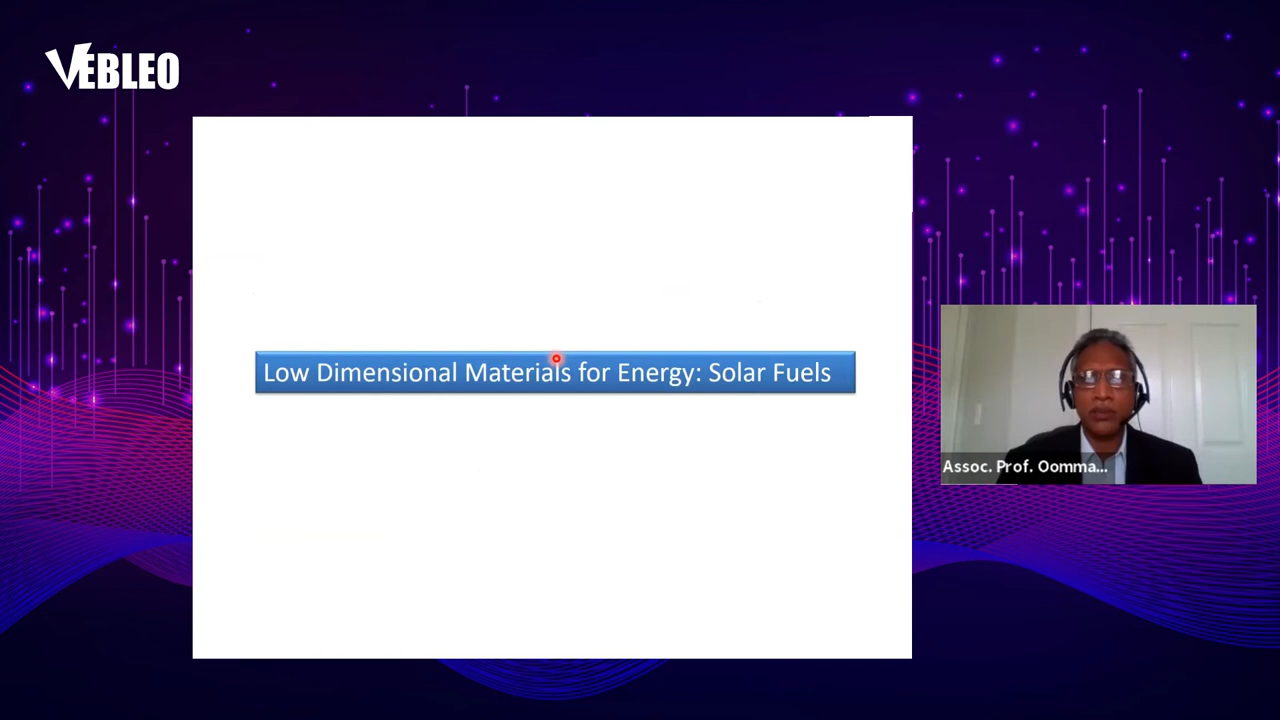 VEBLEO
Low Dimensional Materials for Energy: Solar Fuels
Assoc. Prof. Oomma...